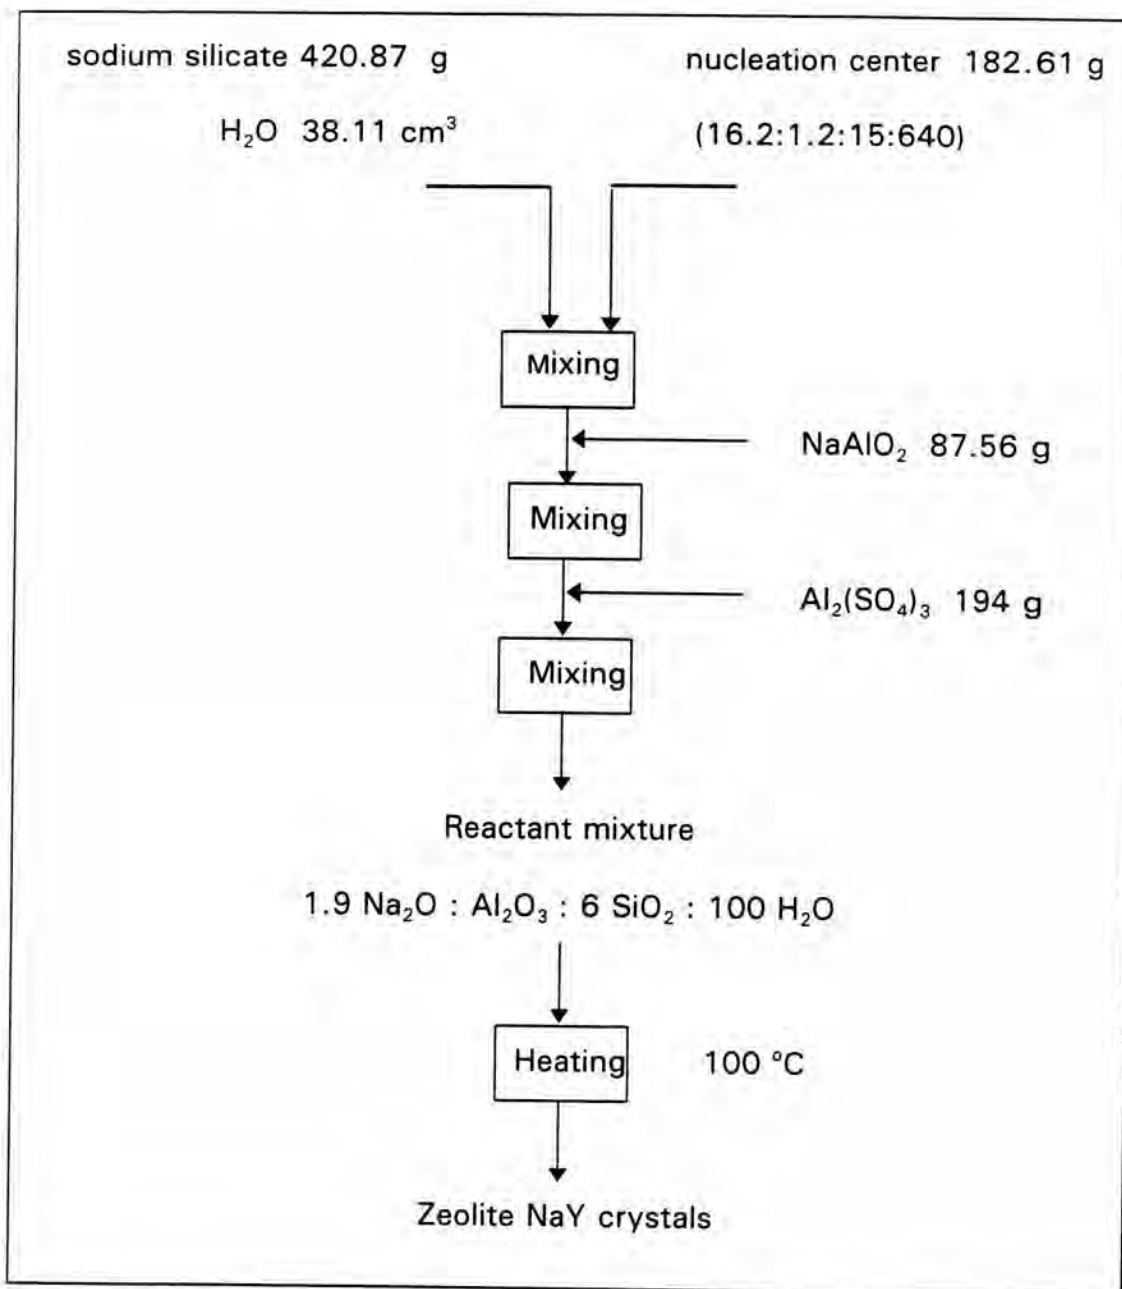 sodium silicate 420.87 g
nucleation center 182.61 g
H₂O 38.11 cm³
(16.2:1.2:15:640)
Mixing
NaAlO₂ 87.56 g
Mixing
Al₂(SO₄)₃ 194 g
Mixing
Reactant mixture
1.9 Na₂O : Al₂O₃ : 6 SiO₂ : 100 H₂O
Heating
100 ºC
Zeolite NaY crystals